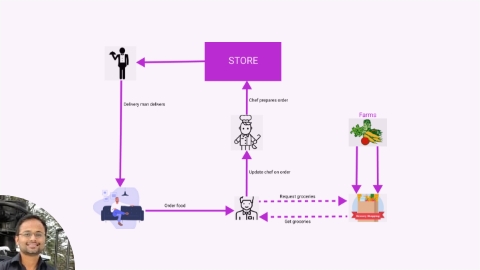 STORE
Delivery man delivers
Chef prepares order
Farms
Update chef on order
Request groceries
Order food
Get groceries